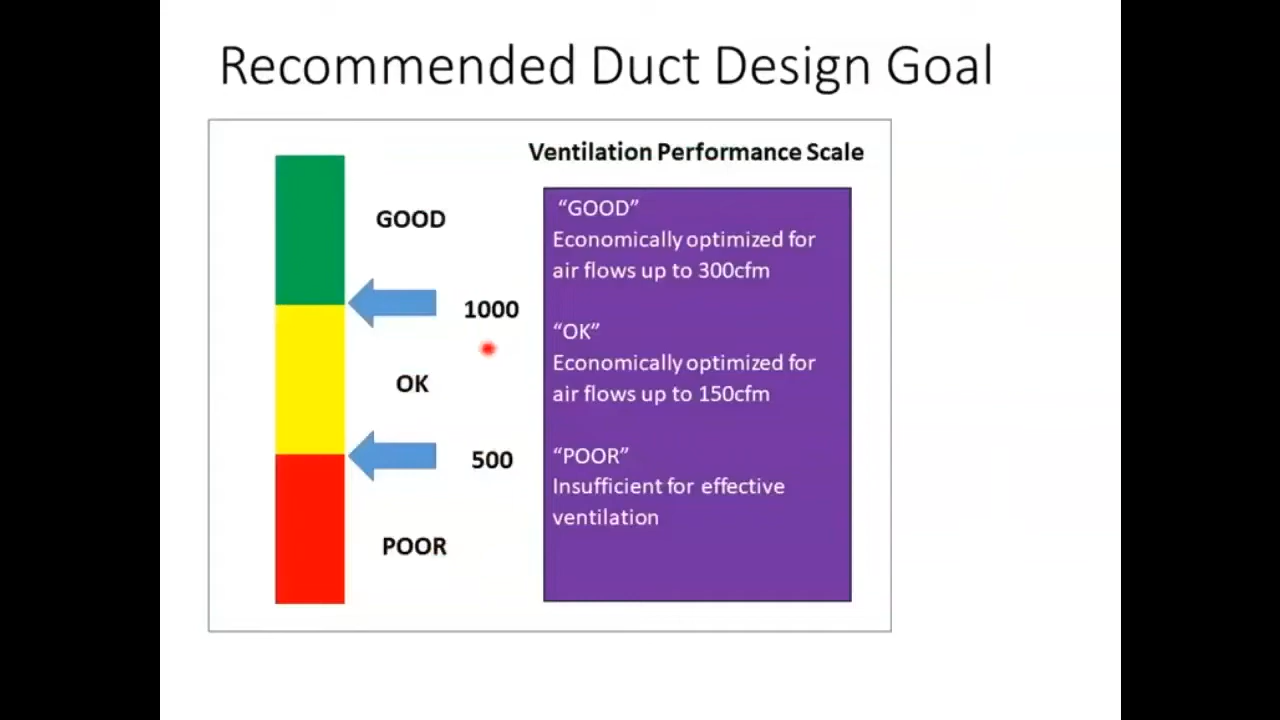 Recommended Duct Design Goal
Ventilation Performance Scale
GOOD
1000
OK
500
POOR
“GOOD”
Economically optimized for
air flows up to 300cfm
“OK”
Economically optimized for
air flows up to 150cfm
“POOR”
Insufficient for effective
ventilation